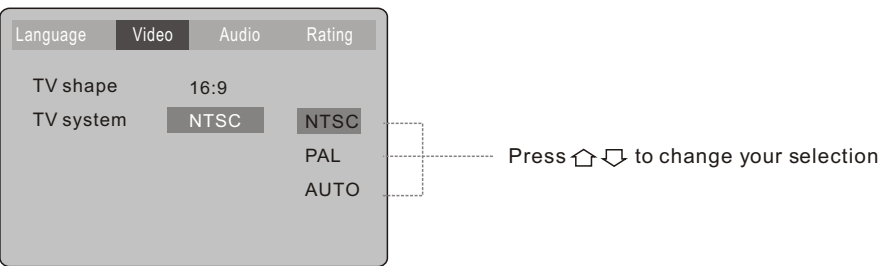 Language Video Audio Rating
TV shape 16:9
TV system NTSC NTSC
PAL
Press to change your selection
AUTO